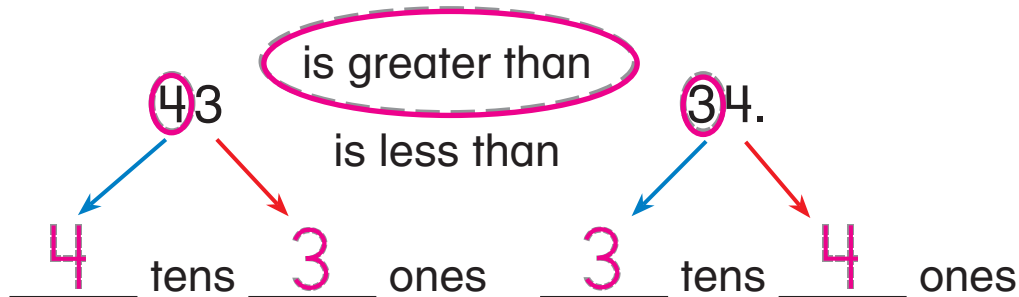 is greater than
43 34.
is less than
4 tens 3 ones 3 tens 4 ones